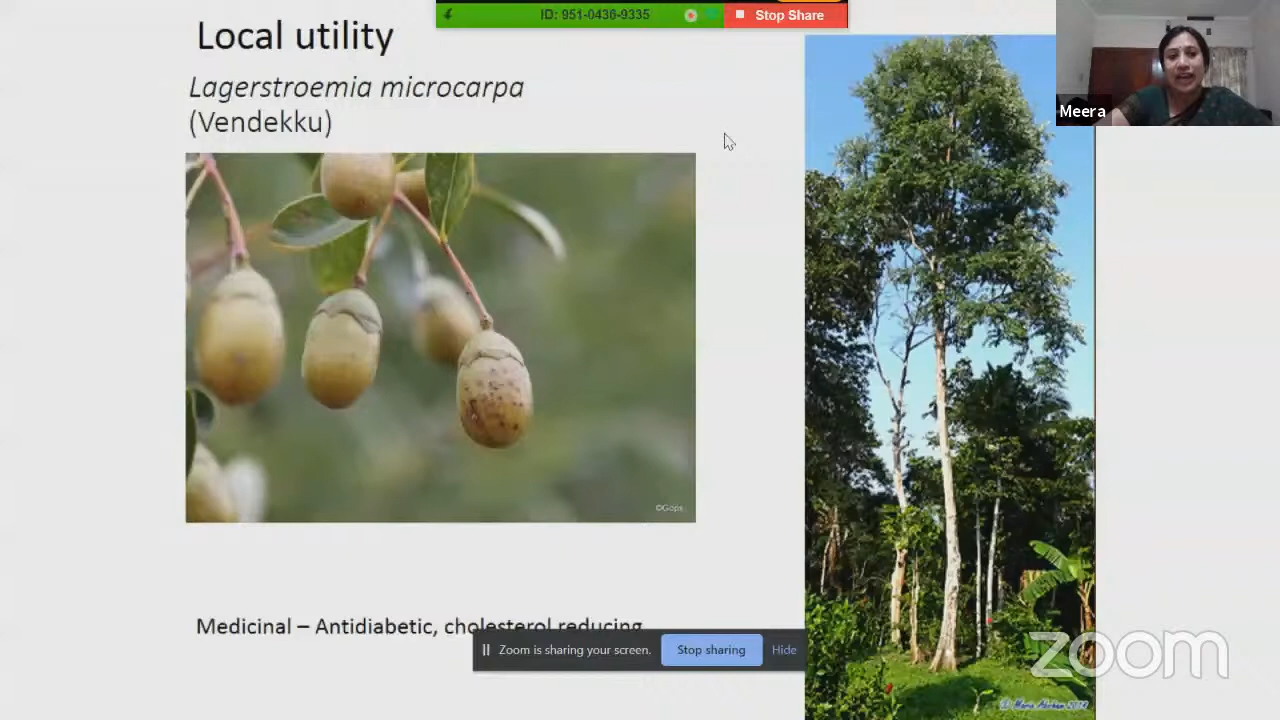 ID: 951-0436-9335
Stop Share
Local utility
Lagerstroemia microcarpa
(Vendekku)
Meera
©Gops
Medicinal – Antidiabetic, cholesterol reducing
Zoom is sharing your screen.
Stop sharing
Hide
zoom
2014